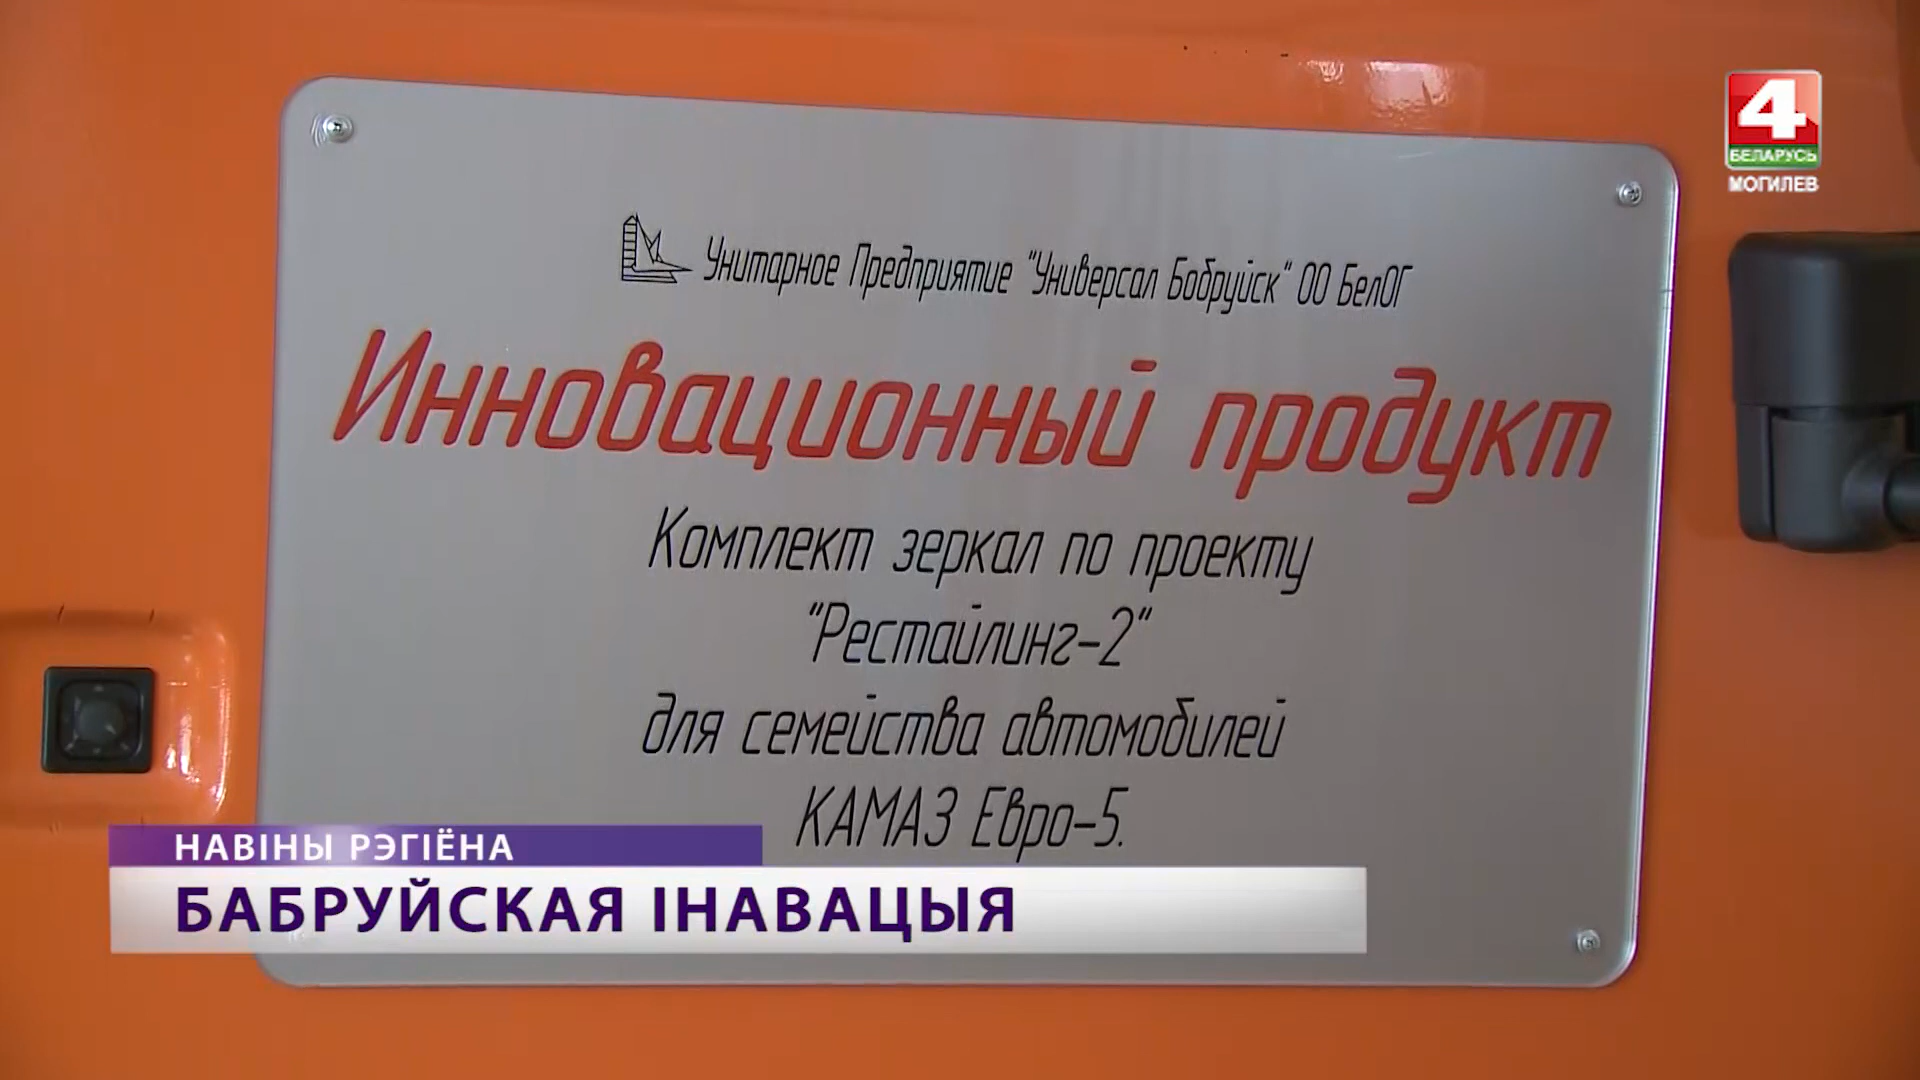 4
БЕЛАРУСЬ
МОГИЛЕВ
Унитарное Предприятие "Универсал Бобруйск" ОО БелОГ
Инновационный продукт
Комплект зеркал по проекту
"Рестайлинг-2"
для семейства автомобилей
КАМАЗ Евро-5.
НАВІНЫ РЭГІЁНА
БАБРУЙСКАЯ ІНАВАЦЫЯ